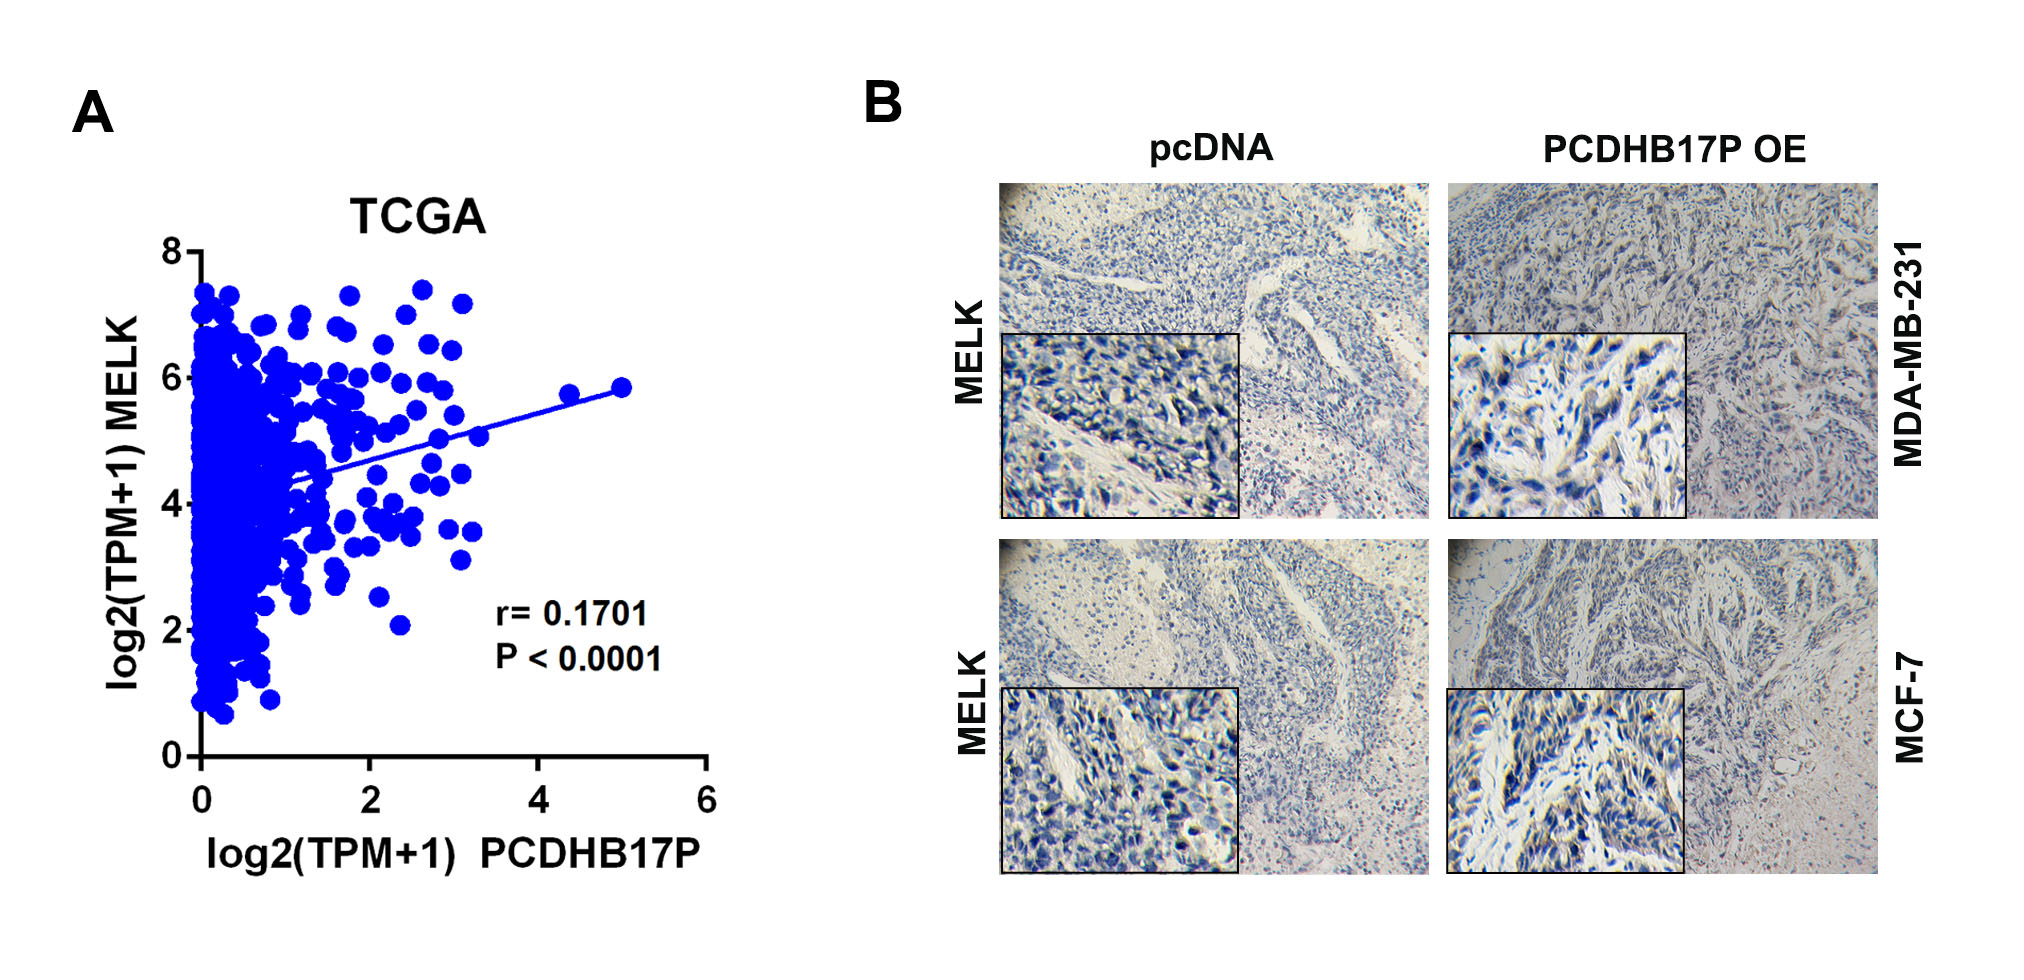 A
TCGA
log2(TPM+1) MELK
8
6
4
2
0
0 2 4 6
log2(TPM+1) PCDHB17P
r= 0.1701
P < 0.0001
B
pcDNA
PCDHB17P OE
MELK
MDA-MB-231
MELK
MCF-7